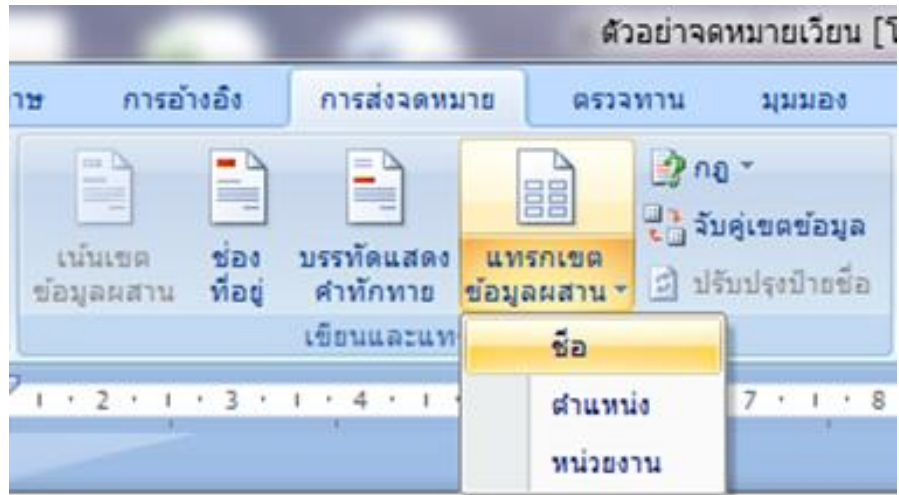 ตัวอย่าจดหมายเวียน [โ
าษ การอ้างอิง การส่งจดหมาย ตรวจทาน มุมมอง
เน้นเขต
ข้อมูลผสาน
ช่อง
ที่อยู่
บรรทัดแสดง
คำทักทาย
แทรกเขต
ข้อมูลผสาน
กฎ
จับคู่เขตข้อมูล
ปรับปรุงป้ายชื่อ
เขียนและแท
ชื่อ
ตำแหน่ง
หน่วยงาน
2 3 4 7 8